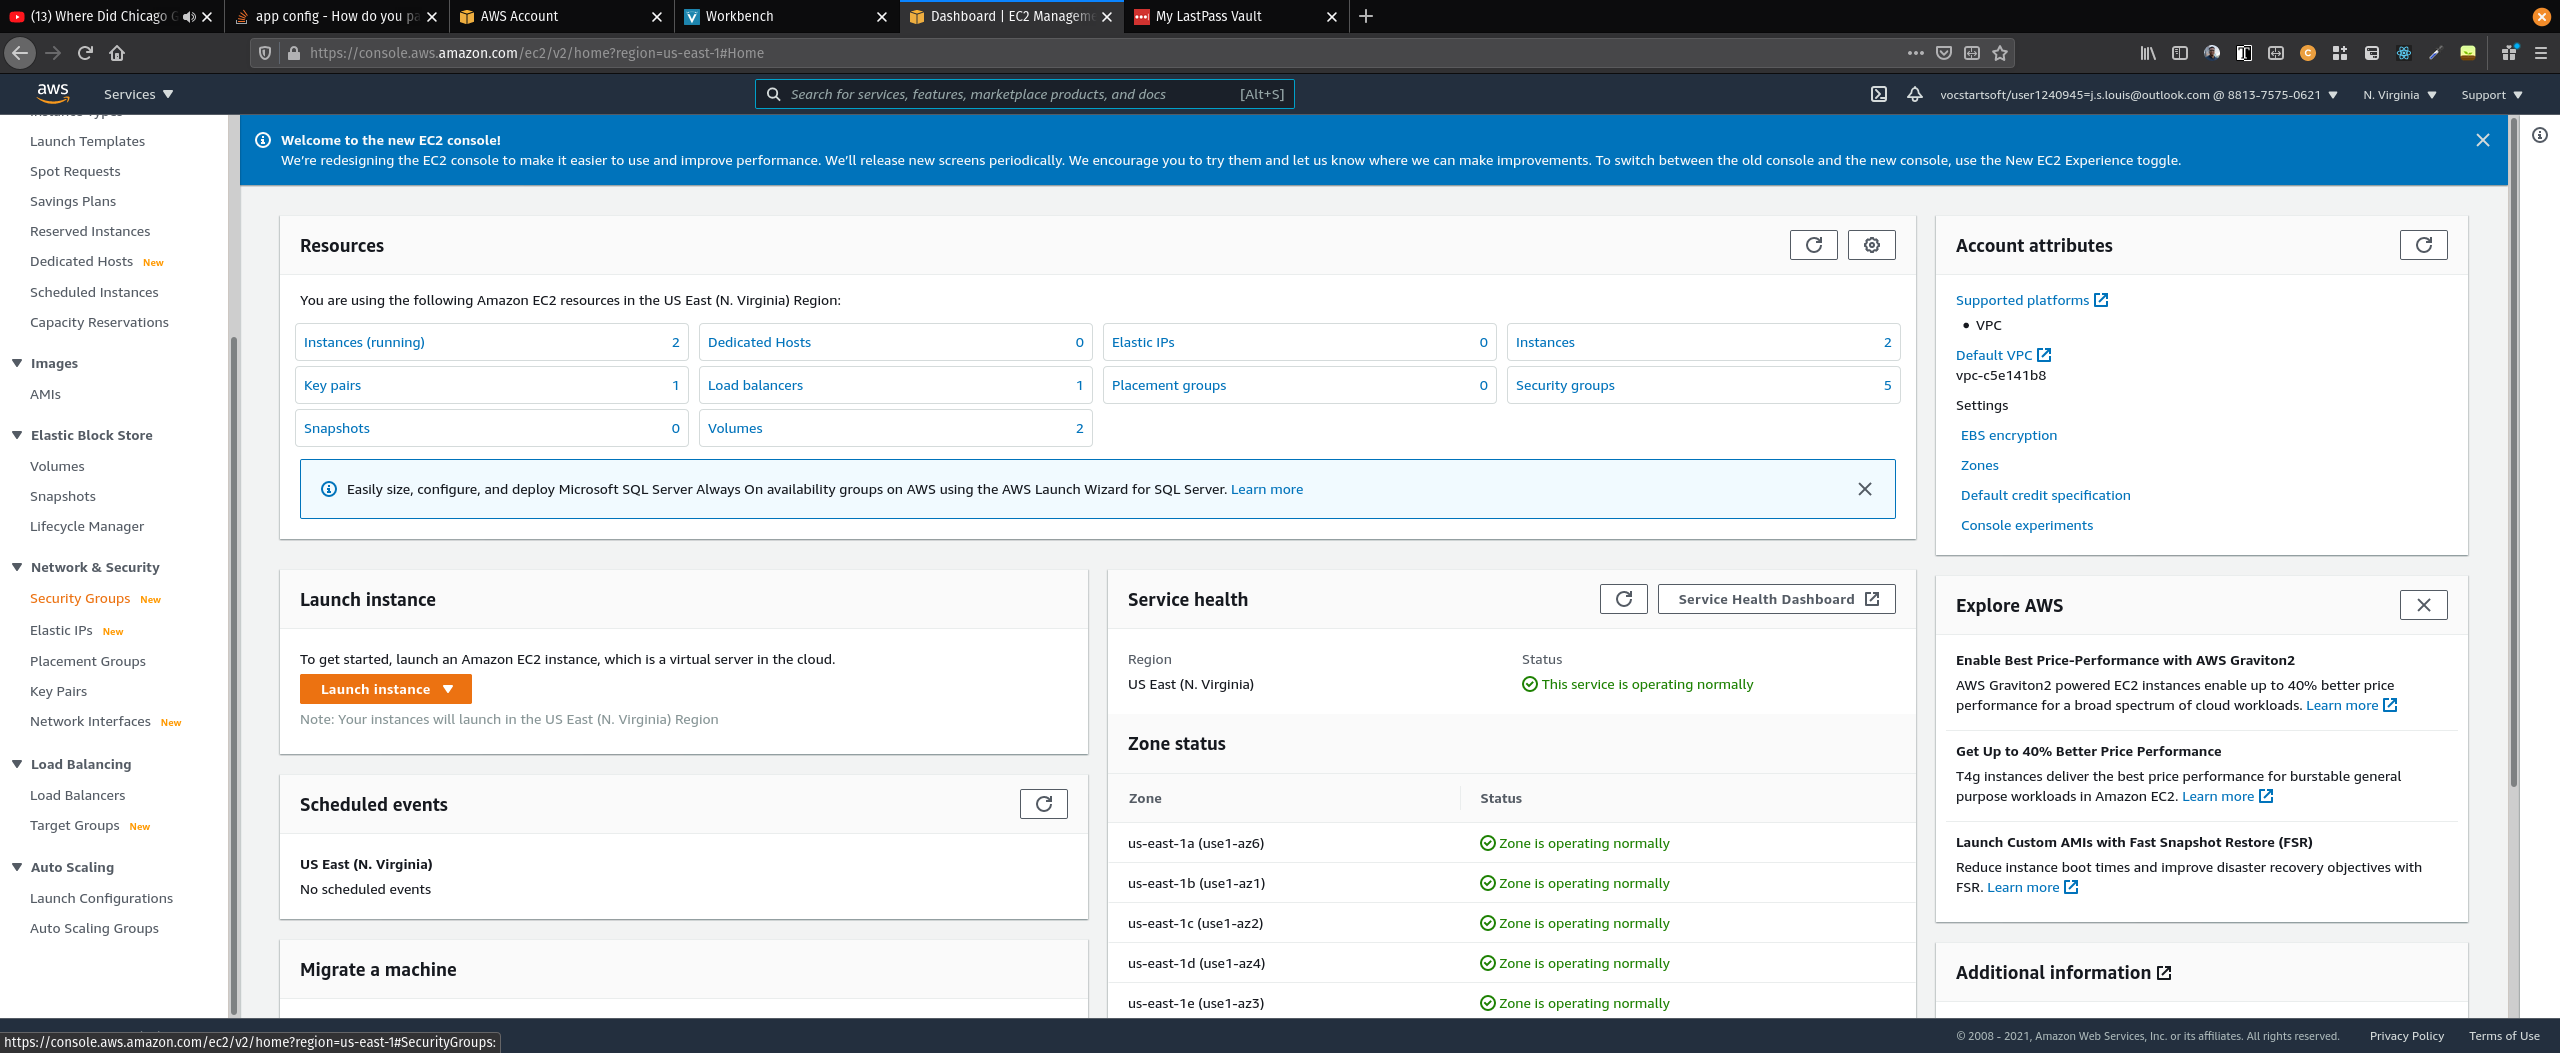 (13) Where Did Chicago
app config - How do you pa
AWS Account
Workbench
Dashboard | EC2 Managem
My LastPass Vault
https://console.aws.amazon.com/ec2/v2/home?region=us-east-1#Home
aws
Services
Search for services, features, marketplace products, and docs
[Alt+S]
vocstartsoft/user1240945=j.s.louis@outlook.com @ 8813-7575-0621
N. Virginia
Support
Instance Types
Launch Templates
Spot Requests
Savings Plans
Reserved Instances
Dedicated Hosts New
Scheduled Instances
Capacity Reservations
Images
AMIs
Elastic Block Store
Volumes
Snapshots
Lifecycle Manager
Network & Security
Security Groups New
Elastic IPs New
Placement Groups
Key Pairs
Network Interfaces New
Load Balancing
Load Balancers
Target Groups New
Auto Scaling
Launch Configurations
Auto Scaling Groups
Welcome to the new EC2 console!
We're redesigning the EC2 console to make it easier to use and improve performance. We'll release new screens periodically. We encourage you to try them and let us know where we can make improvements. To switch between the old console and the new console, use the New EC2 Experience toggle.
Resources
You are using the following Amazon EC2 resources in the US East (N. Virginia) Region:
Instances (running) 2
Dedicated Hosts 0
Elastic IPs 0
Instances 2
Key pairs 1
Load balancers 1
Placement groups 0
Security groups 5
Snapshots 0
Volumes 2
Easily size, configure, and deploy Microsoft SQL Server Always On availability groups on AWS using the AWS Launch Wizard for SQL Server. Learn more
Launch instance
To get started, launch an Amazon EC2 instance, which is a virtual server in the cloud.
Launch instance
Note: Your instances will launch in the US East (N. Virginia) Region
Scheduled events
US East (N. Virginia)
No scheduled events
Migrate a machine
Service health
Service Health Dashboard
Region
Status
US East (N. Virginia)
This service is operating normally
Zone status
Zone
Status
us-east-1a (use1-az6)
Zone is operating normally
us-east-1b (use1-az1)
Zone is operating normally
us-east-1c (use1-az2)
Zone is operating normally
us-east-1d (use1-az4)
Zone is operating normally
us-east-1e (use1-az3)
Zone is operating normally
Account attributes
Supported platforms
• VPC
Default VPC
vpc-c5e141b8
Settings
EBS encryption
Zones
Default credit specification
Console experiments
Explore AWS
Enable Best Price-Performance with AWS Graviton2
AWS Graviton2 powered EC2 instances enable up to 40% better price
performance for a broad spectrum of cloud workloads. Learn more
Get Up to 40% Better Price Performance
T4g instances deliver the best price performance for burstable general
purpose workloads in Amazon EC2. Learn more
Launch Custom AMIs with Fast Snapshot Restore (FSR)
Reduce instance boot times and improve disaster recovery objectives with
FSR. Learn more
Additional information
https://console.aws.amazon.com/ec2/v2/home?region=us-east-1#SecurityGroups:
© 2008 - 2021, Amazon Web Services, Inc. or its affiliates. All rights reserved.
Privacy Policy
Terms of Use